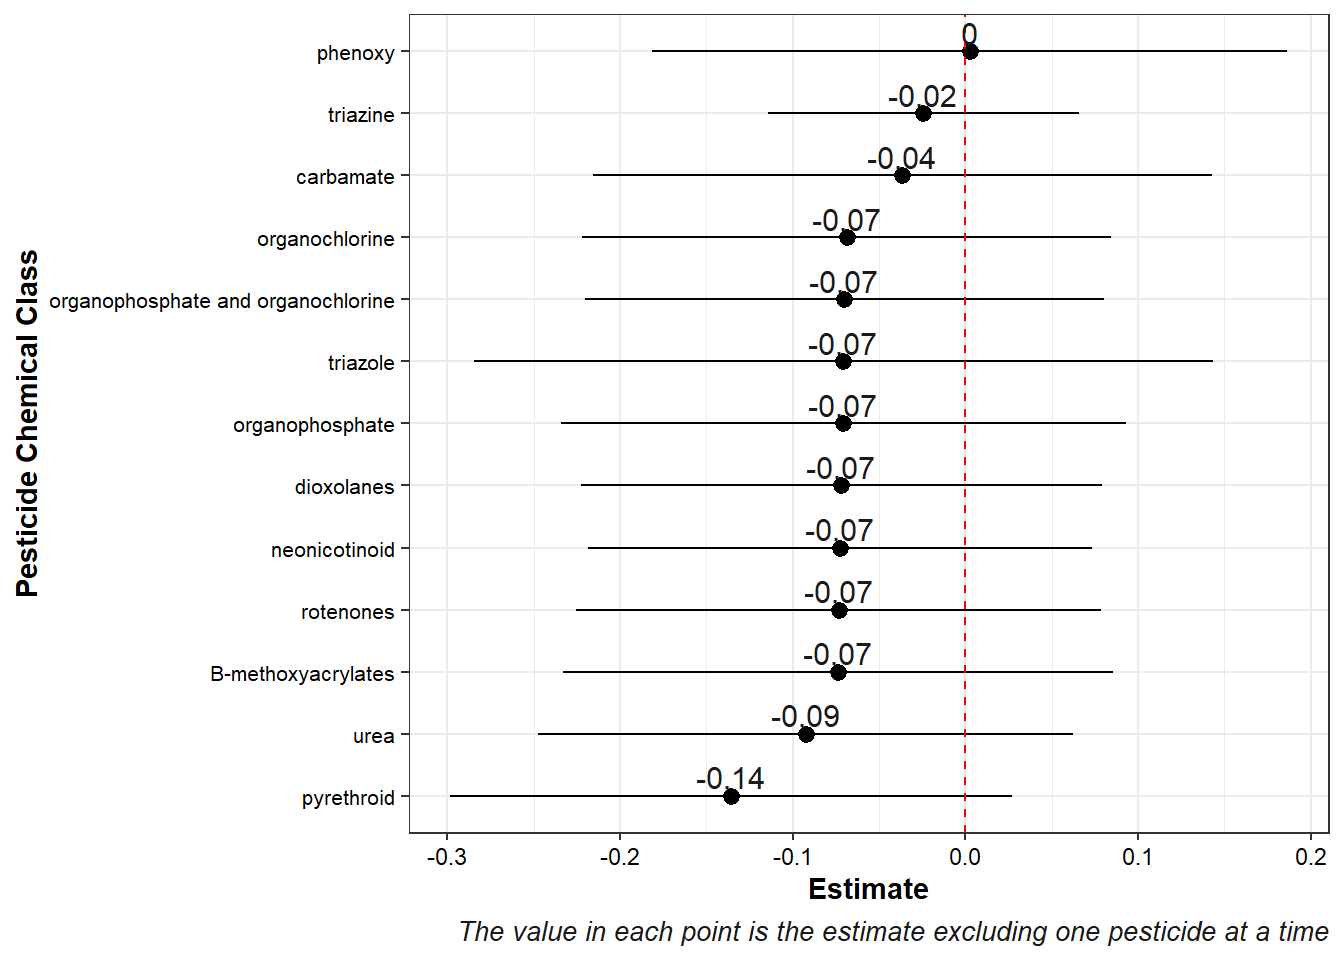 Pesticide Chemical Class
phenoxy 0
triazine -0.02
carbamate -0.04
organochlorine -0.07
organophosphate and organochlorine -0.07
triazole -0.07
organophosphate -0.07
dioxolanes -0.07
neonicotinoid -0.07
rotenones -0.07
B-methoxyacrylates -0.07
urea -0.09
pyrethroid -0.14
-0.3 -0.2 -0.1 0.0 0.1 0.2
Estimate
The value in each point is the estimate excluding one pesticide at a time